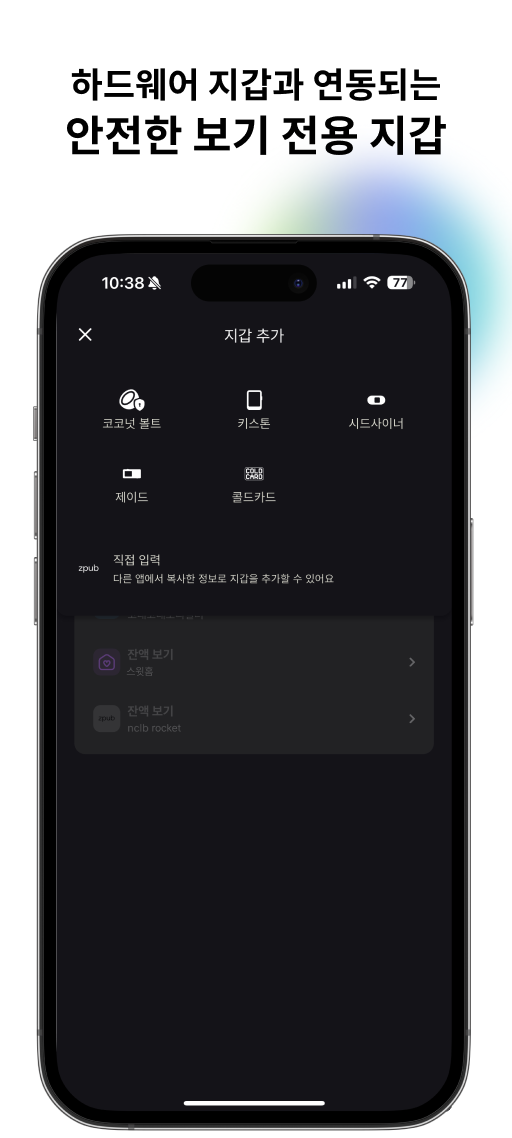 하드웨어 지갑과 연동되는
안전한 보기 전용 지갑
10:38
77
지갑 추가
코코넛 볼트
키스톤
시드사이너
COLD
CARD
제이드
콜드카드
직접 입력
zpub
다른 앱에서 복사한 정보로 지갑을 추가할 수 있어요
잔액 보기
스윗홈
잔액 보기
zpub
nclb rocket